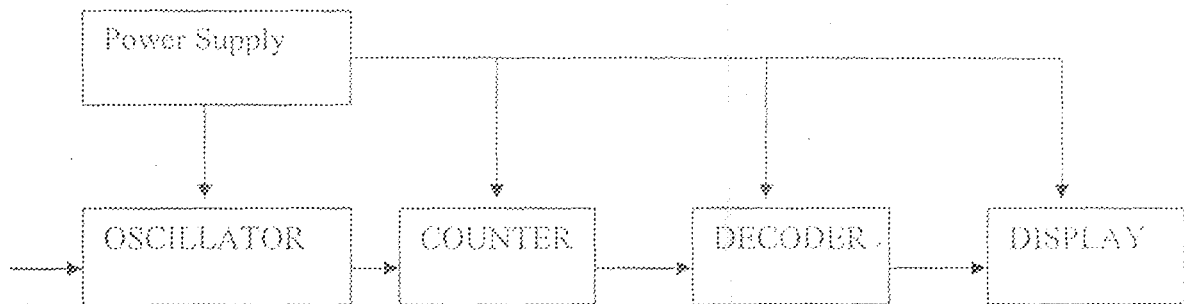 Power Supply
OSCILLATOR
COUNTER
DECODER
DISPLAY